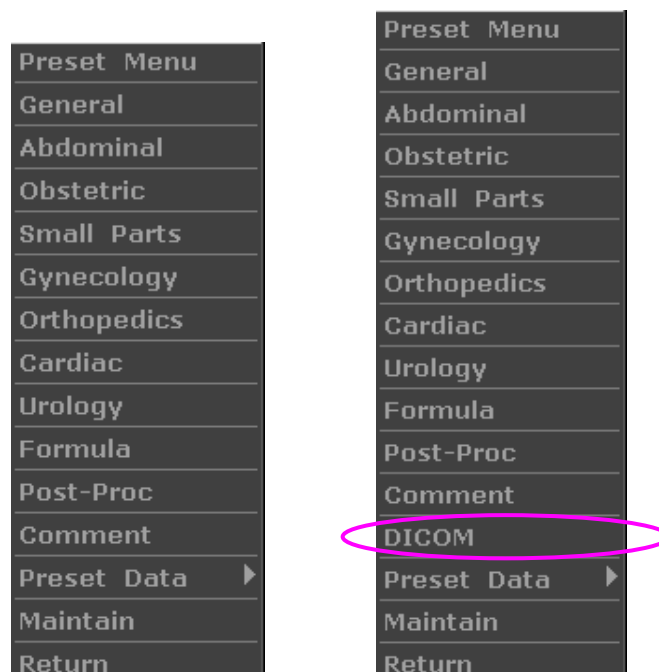 Preset Menu
General
Abdominal
Obstetric
Small Parts
Gynecology
Orthopedics
Cardiac
Urology
Formula
Post-Proc
Comment
Preset Data
Maintain
Return
Preset Menu
General
Abdominal
Obstetric
Small Parts
Gynecology
Orthopedics
Cardiac
Urology
Formula
Post-Proc
Comment
DICOM
Preset Data
Maintain
Return